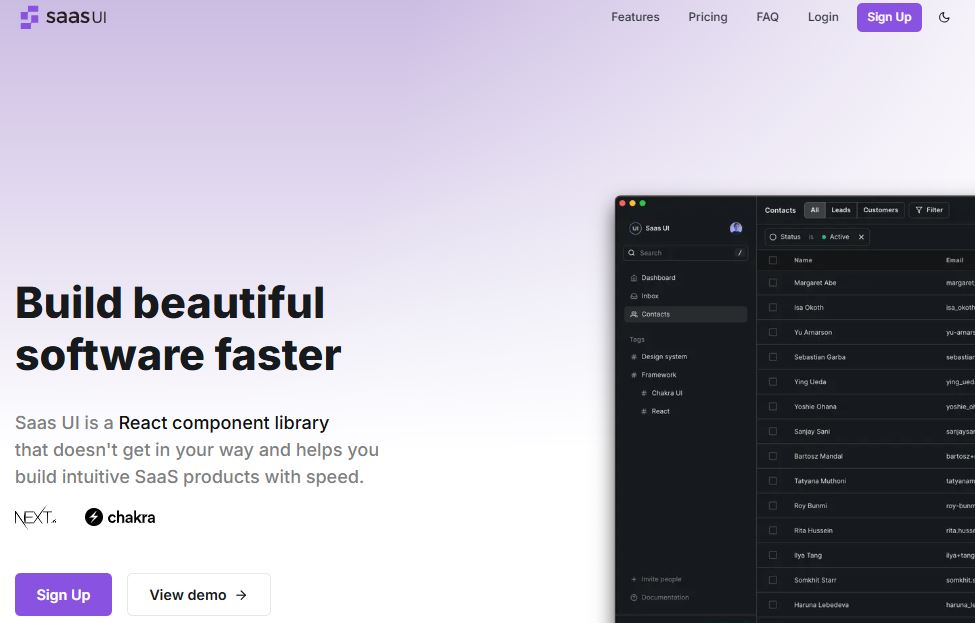 saas UI
Features Pricing FAQ Login Sign Up
Build beautiful
software faster
Saas UI is a React component library
that doesn't get in your way and helps you
build intuitive SaaS products with speed.
NEXT.js chakra
Sign Up View demo →
UI Saas UI
Search /
Dashboard
Inbox
Contacts
Tags
# Design system
# Framework
# Chakra UI
# React
+ Invite people
Documentation
Contacts All Leads Customers Filter
Status is Active ×
Name Email
Margaret Abe margaret
Isa Okoth isa_okoth
Yu Arnarson yu-arnars
Sebastian Garba sebastian
Ying Ueda ying_ued
Yoshie Ohana yoshie_oh
Sanjay Sani sanjaysan
Bartosz Mandal bartosz+
Tatyana Muthoni tatyanam
Roy Bunmi roy-bunm
Rita Hussein rita.husse
Ilya Tang ilya+tang
Somkhit Starr somkhit.s
Haruna Lebedeva haruna_le